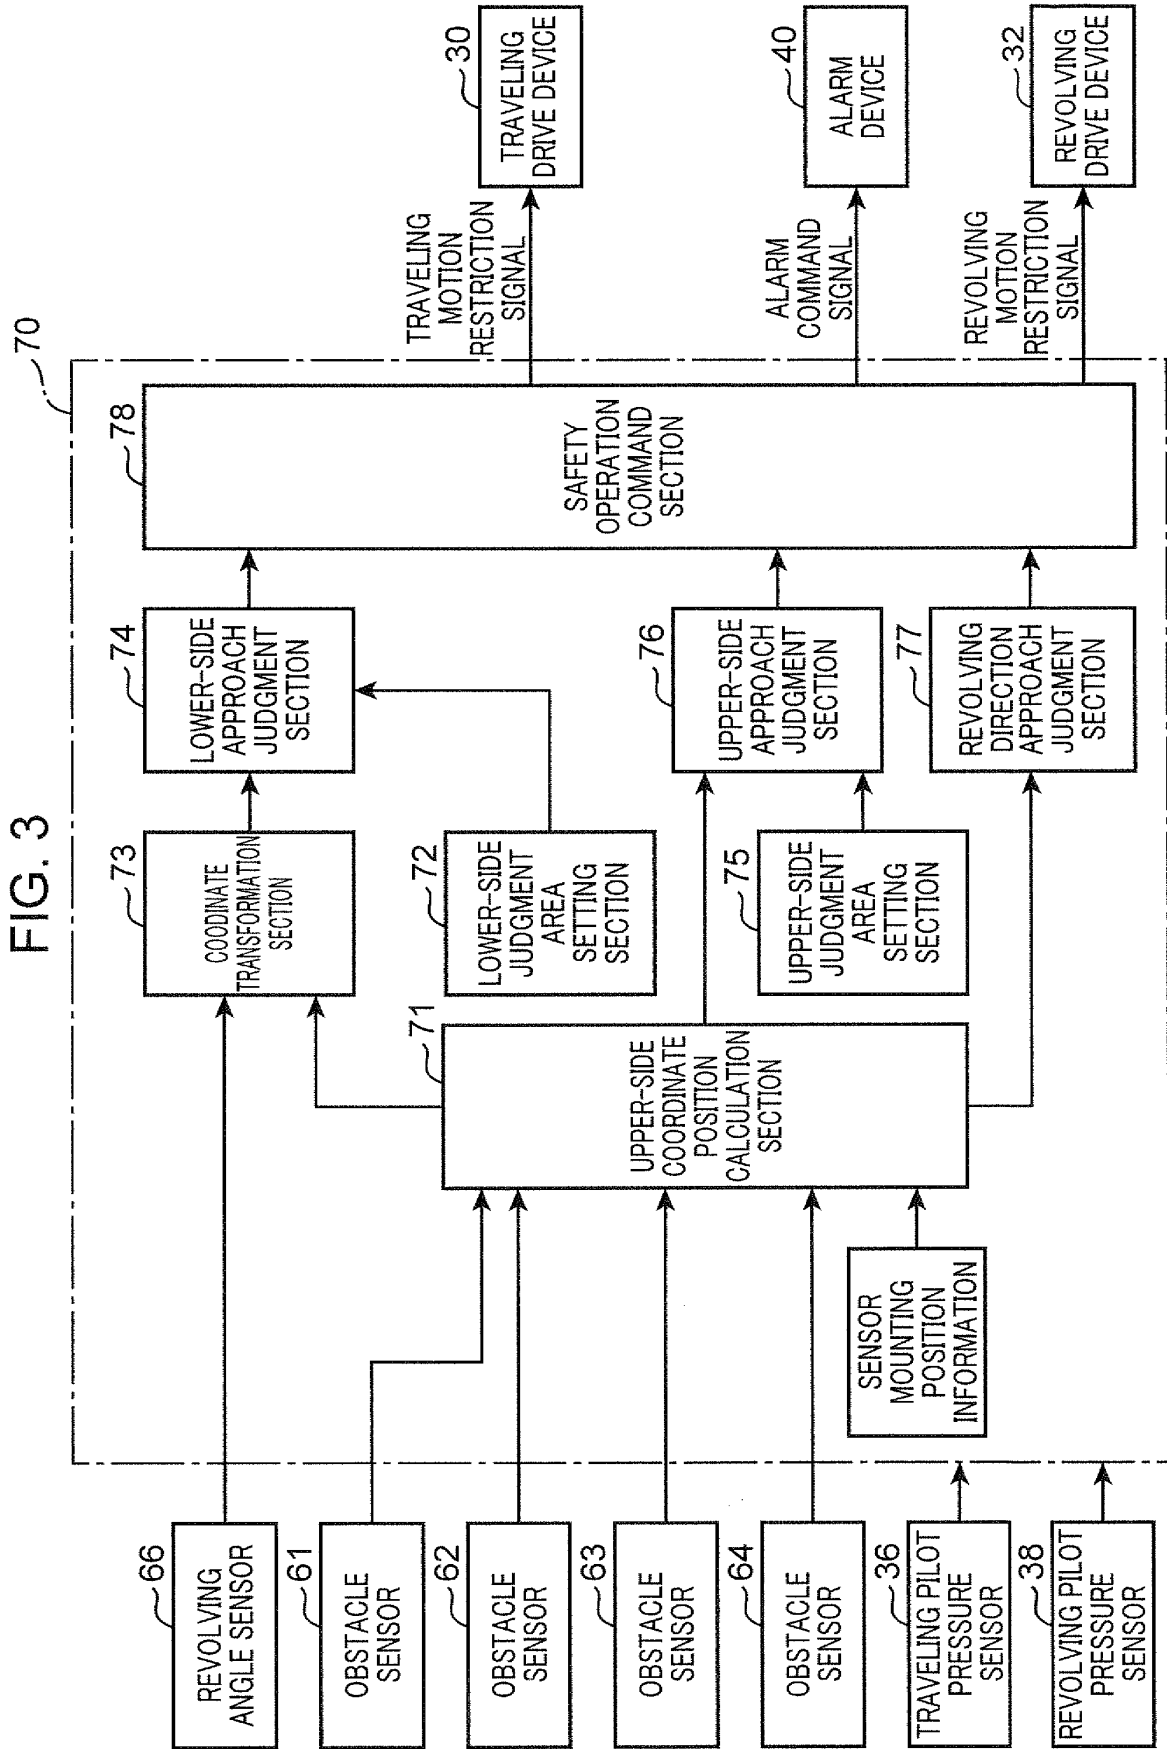 FIG. 3
70
66
REVOLVING
ANGLE SENSOR
61
OBSTACLE
SENSOR
62
OBSTACLE
SENSOR
63
OBSTACLE
SENSOR
64
OBSTACLE
SENSOR
36
TRAVELING PILOT
PRESSURE
SENSOR
38
REVOLVING PILOT
PRESSURE
SENSOR
SENSOR
MOUNTING
POSITION
INFORMATION
71
UPPER-SIDE
COORDINATE
POSITION
CALCULATION
SECTION
73
COODINATE
TRANSFORMATION
SECTION
72
LOWER-SIDE
JUDGMENT
AREA
SETTING
SECTION
75
UPPER-SIDE
JUDGMENT
AREA
SETTING
SECTION
74
LOWER-SIDE
APPROACH
JUDGMENT
SECTION
76
UPPER-SIDE
APPROACH
JUDGMENT
SECTION
77
REVOLVING
DIRECTION
APPROACH
JUDGMENT
SECTION
78
SAFETY
OPERATION
COMMAND
SECTION
TRAVELING
MOTION
RESTRICTION
SIGNAL
ALARM
COMMAND
SIGNAL
REVOLVING
MOTION
RESTRICTION
SIGNAL
30
TRAVELING
DRIVE DEVICE
40
ALARM
DEVICE
32
REVOLVING
DRIVE DEVICE